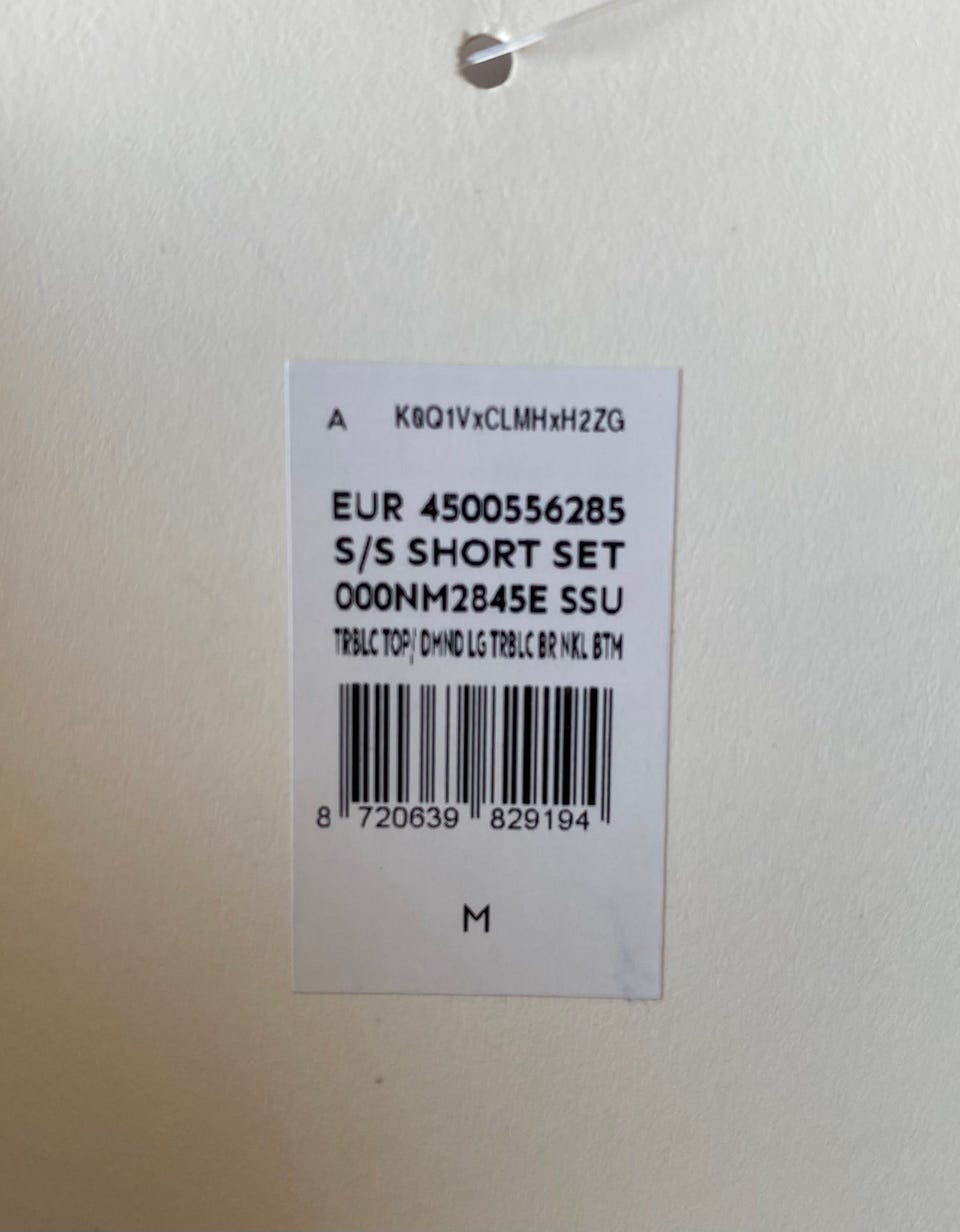 A K0Q1VxCLMHxH2ZG
EUR 4500556285
S/S SHORT SET
000NM2845E SSU
TRBLC TOP/ DMND LG TRBLC BR NKL BTM
8 720639 829194
M